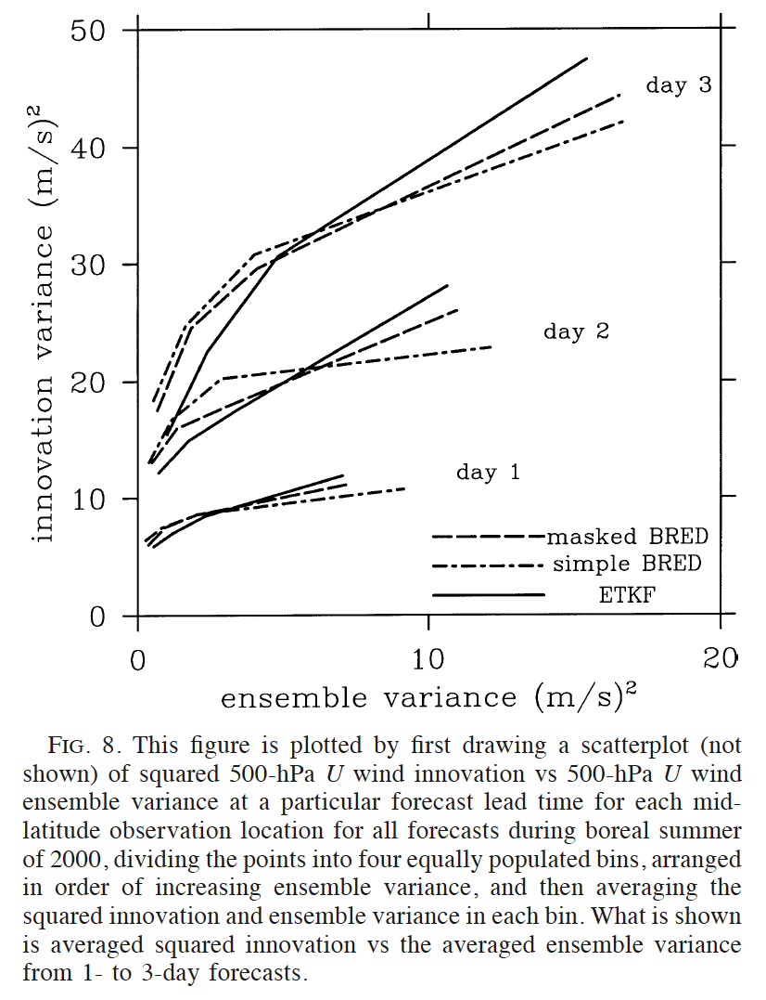 50
40
30
20
10
0
innovation variance (m/s)²
day 3
day 2
day 1
masked BRED
simple BRED
ETKF
0
10
20
ensemble variance (m/s)²
FIG. 8. This figure is plotted by first drawing a scatterplot (not
shown) of squared 500-hPa U wind innovation vs 500-hPa U wind
ensemble variance at a particular forecast lead time for each mid-
latitude observation location for all forecasts during boreal summer
of 2000, dividing the points into four equally populated bins, arranged
in order of increasing ensemble variance, and then averaging the
squared innovation and ensemble variance in each bin. What is shown
is averaged squared innovation vs the averaged ensemble variance
from 1- to 3-day forecasts.